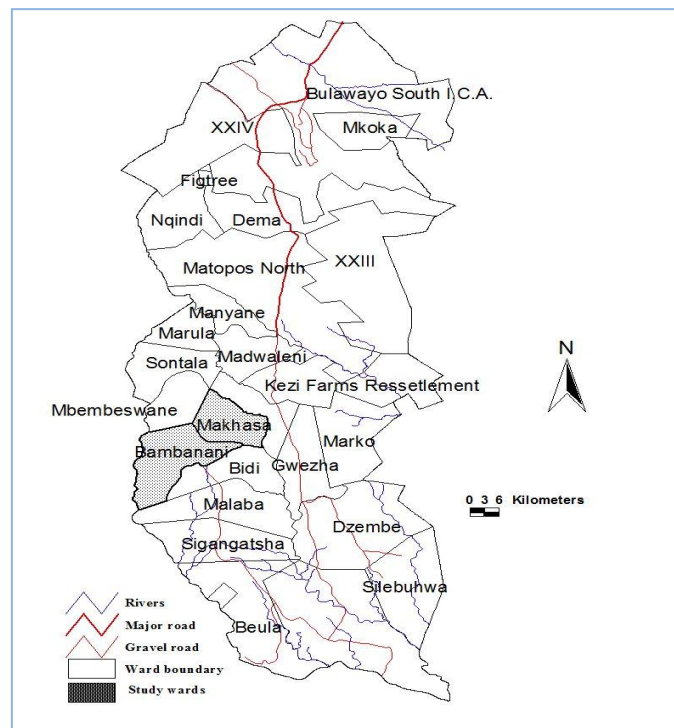 Bulawayo South I.C.A.
XXIV
Mkoka
Figtree
Nqindi
Dema
XXIII
Matopos North
Manyane
Marula
Madwaleni
Sontala
Kezi Farms Ressetlement
Mbembeswane
Makhasa
Marko
Bambanani
Bidi
Gwezha
Malaba
Dzembe
Sigangatsha
Silebuhwa
Beula
N
0 3 6 Kilometers
Rivers
Major road
Gravel road
Ward boundary
Study wards